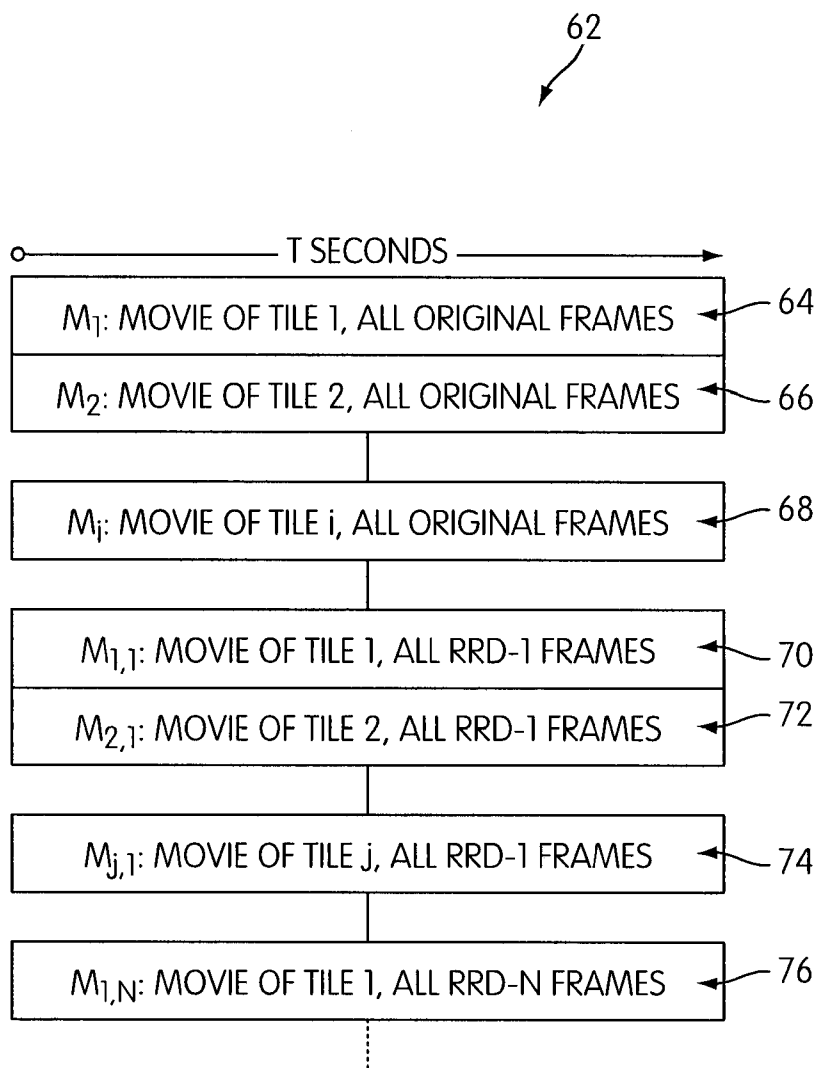 62
T SECONDS
M1: MOVIE OF TILE 1, ALL ORIGINAL FRAMES
64
M2: MOVIE OF TILE 2, ALL ORIGINAL FRAMES
66
Mi: MOVIE OF TILE i, ALL ORIGINAL FRAMES
68
M1,1: MOVIE OF TILE 1, ALL RRD-1 FRAMES
70
M2,1: MOVIE OF TILE 2, ALL RRD-1 FRAMES
72
Mj,1: MOVIE OF TILE j, ALL RRD-1 FRAMES
74
M1,N: MOVIE OF TILE 1, ALL RRD-N FRAMES
76